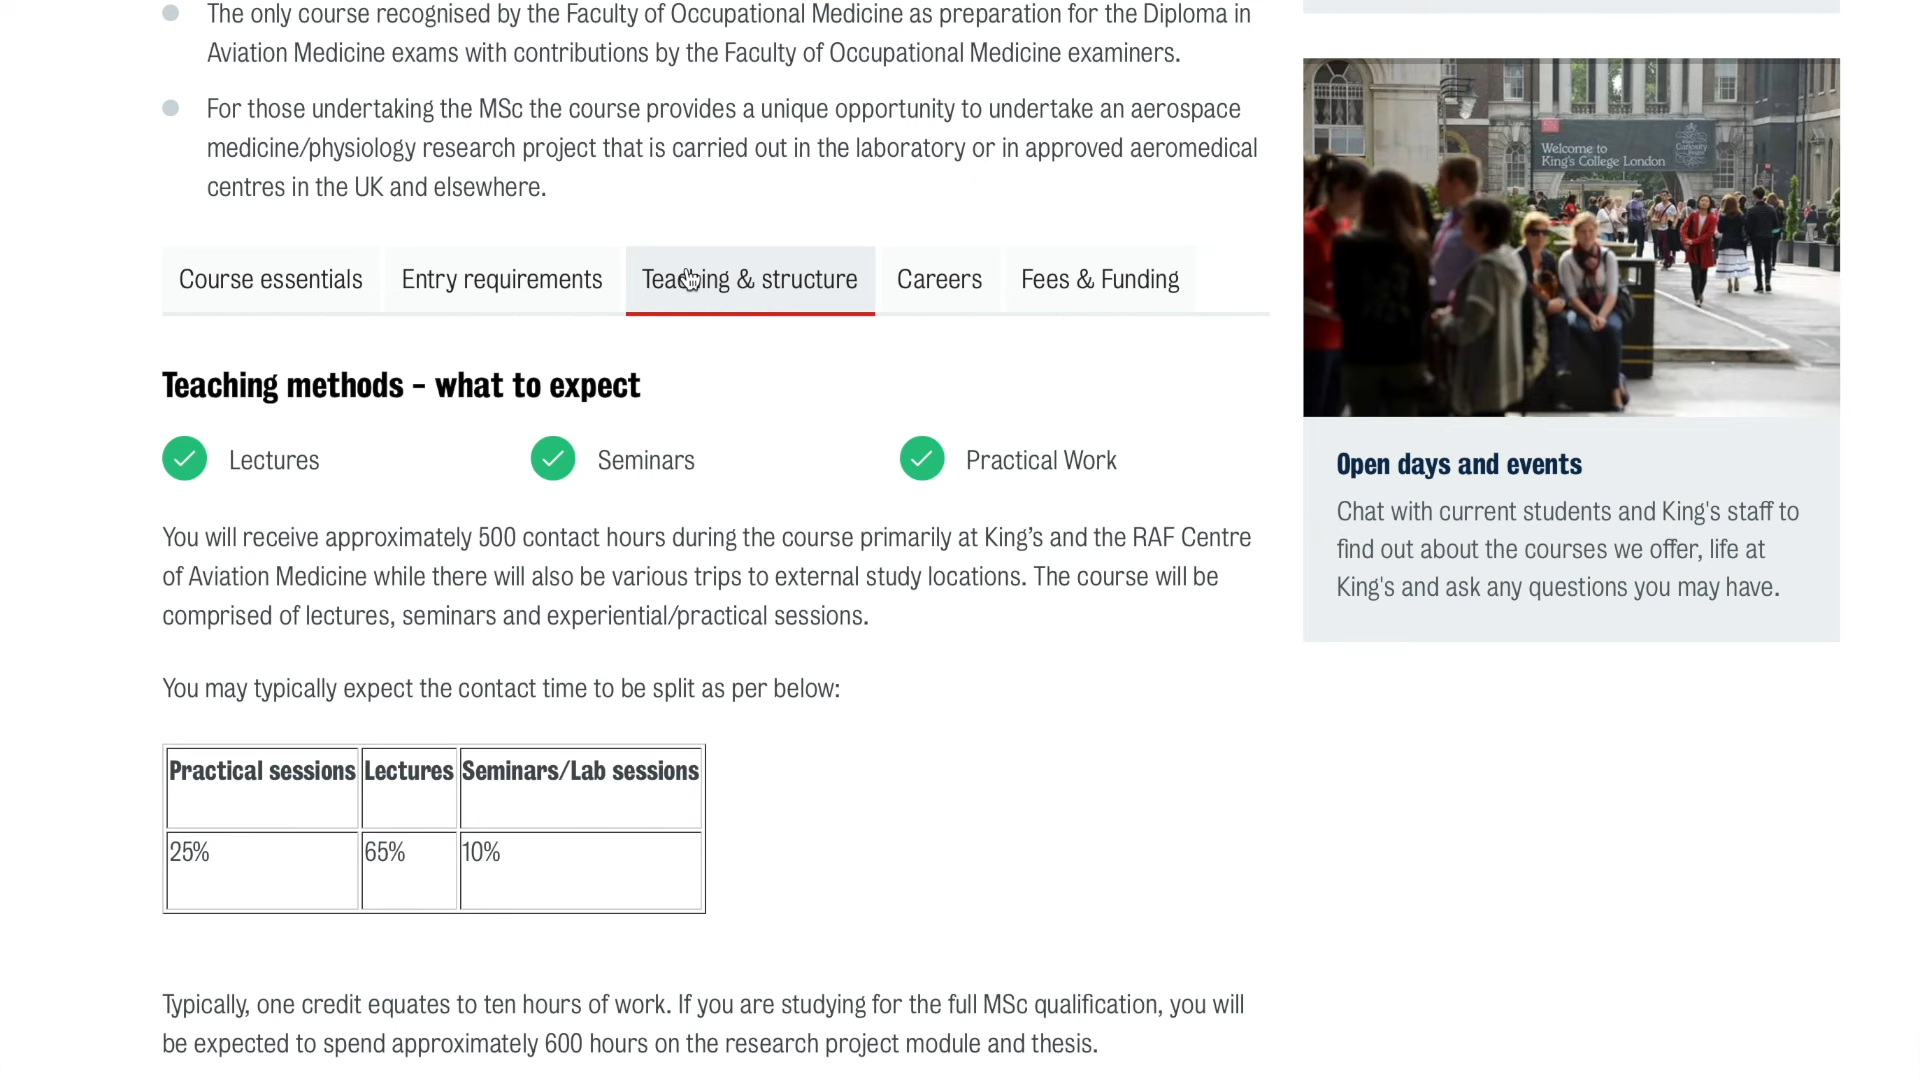 The only course recognised by the Faculty of Occupational Medicine as preparation for the Diploma in
Aviation Medicine exams with contributions by the Faculty of Occupational Medicine examiners.
For those undertaking the MSc the course provides a unique opportunity to undertake an aerospace
medicine/physiology research project that is carried out in the laboratory or in approved aeromedical
centres in the UK and elsewhere.
Course essentials
Entry requirements
Teaching & structure
Careers
Fees & Funding
Teaching methods – what to expect
Lectures
Seminars
Practical Work
You will receive approximately 500 contact hours during the course primarily at King’s and the RAF Centre
of Aviation Medicine while there will also be various trips to external study locations. The course will be
comprised of lectures, seminars and experiential/practical sessions.
You may typically expect the contact time to be split as per below:
Practical sessions Lectures Seminars/Lab sessions
25% 65% 10%
Typically, one credit equates to ten hours of work. If you are studying for the full MSc qualification, you will
be expected to spend approximately 600 hours on the research project module and thesis.
Welcome to
King's College London
Curiosity
Open days and events
Chat with current students and King's staff to
find out about the courses we offer, life at
King's and ask any questions you may have.